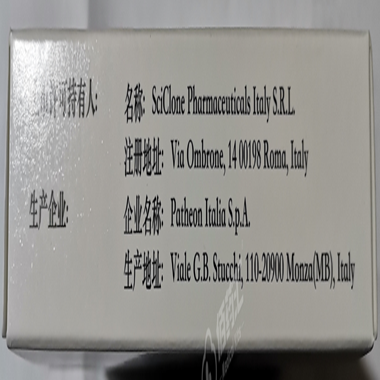 许可持有人: 名称: SciClone Pharmaceuticals Italy S.R.L.
注册地址: Via Ombrone, 14 00198 Roma, Italy
生产企业: 企业名称: Patheon Italia S.p.A.
生产地址: Viale G.B. Stucchi, 110-20900 Monza(MB), Italy